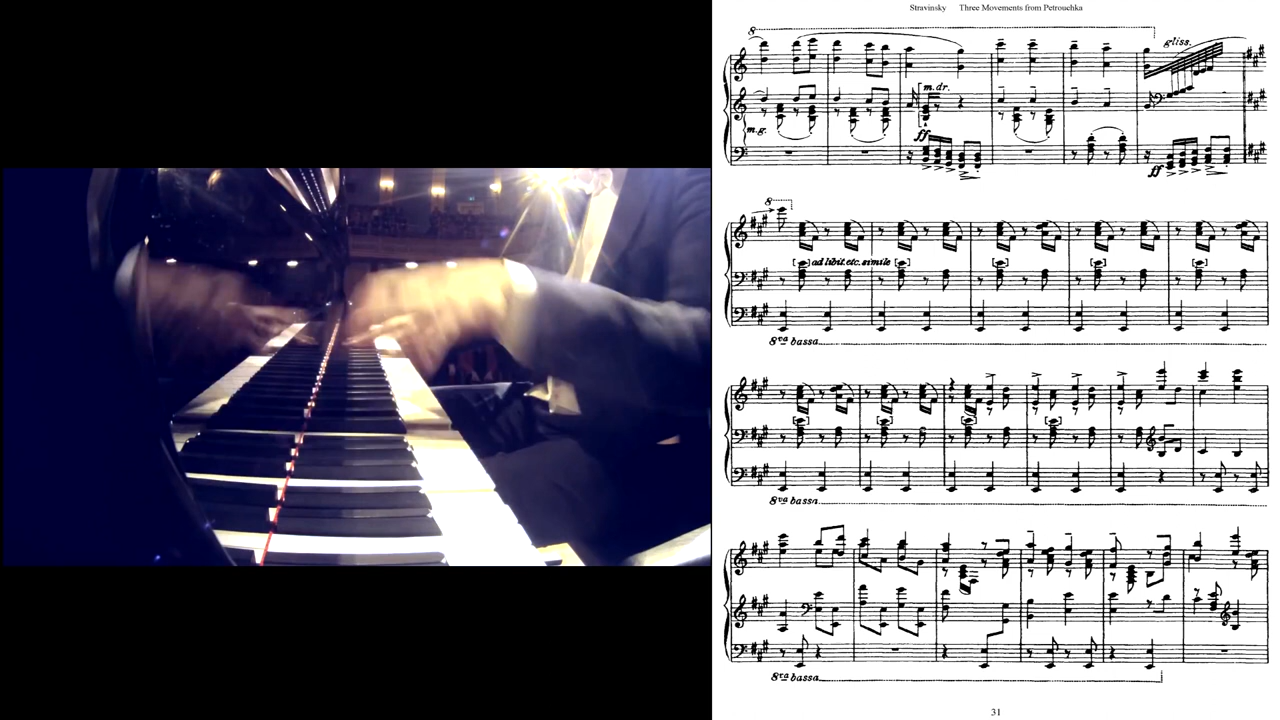 Stravinsky Three Movements from Petrouchka
8
gliss.
m.dr.
m.g.
ff
ff
8
ad libit. etc. simile
8va bassa
8va bassa
8va bassa
31